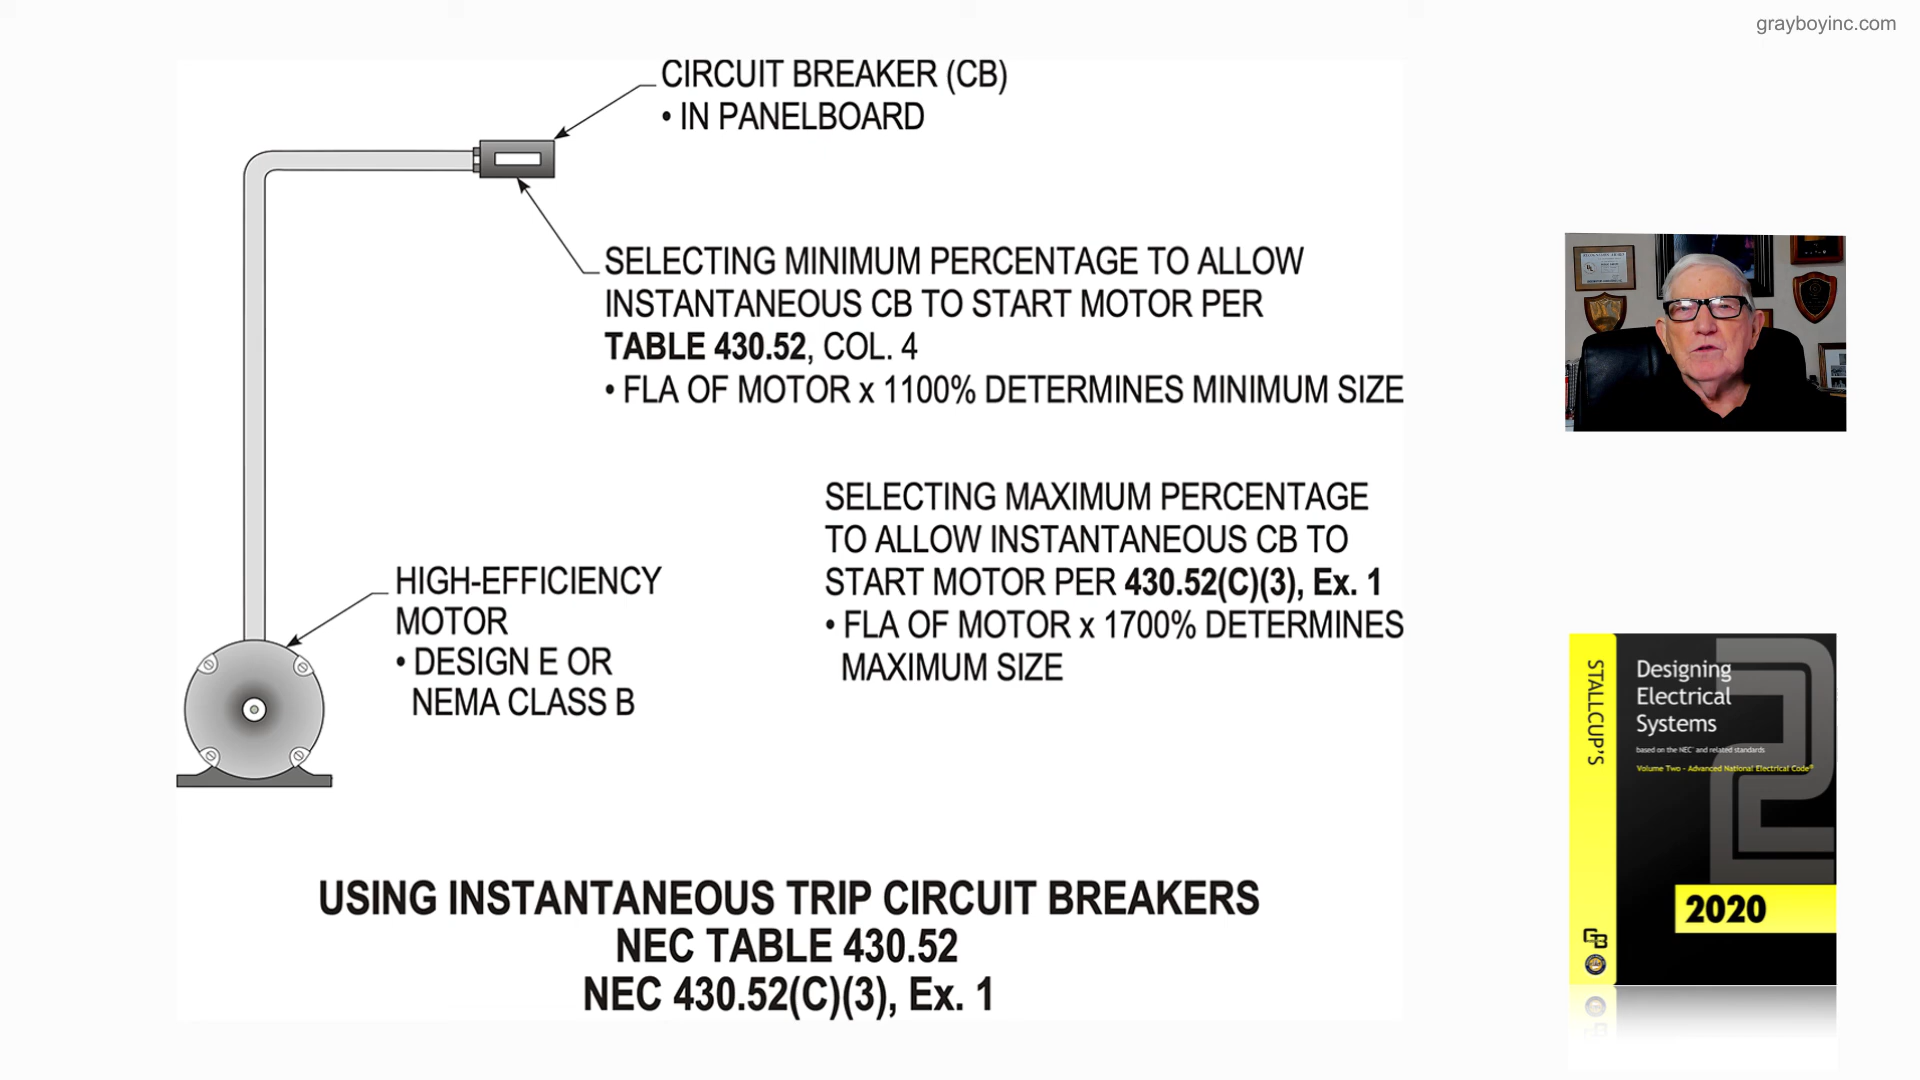 grayboyinc.com
CIRCUIT BREAKER (CB)
• IN PANELBOARD
SELECTING MINIMUM PERCENTAGE TO ALLOW
INSTANTANEOUS CB TO START MOTOR PER
TABLE 430.52, COL. 4
• FLA OF MOTOR x 1100% DETERMINES MINIMUM SIZE
SELECTING MAXIMUM PERCENTAGE
TO ALLOW INSTANTANEOUS CB TO
START MOTOR PER 430.52(C)(3), Ex. 1
• FLA OF MOTOR x 1700% DETERMINES
MAXIMUM SIZE
HIGH-EFFICIENCY
MOTOR
• DESIGN E OR
NEMA CLASS B
USING INSTANTANEOUS TRIP CIRCUIT BREAKERS
NEC TABLE 430.52
NEC 430.52(C)(3), Ex. 1
STALLCUP'S
Designing
Electrical
Systems
based on the NEC® and related standards
Volume Two - Advanced National Electrical Code®
2020
GB